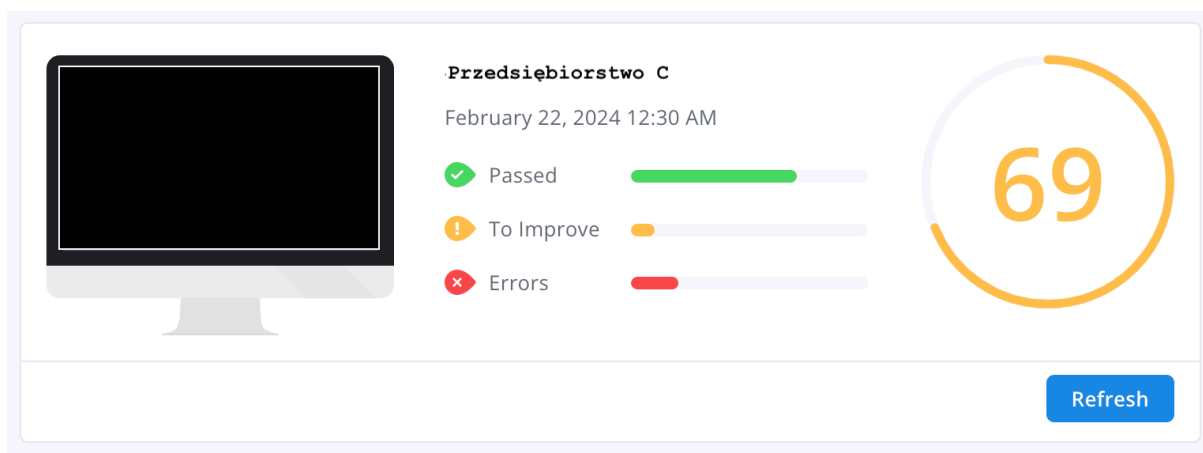 Przedsiębiorstwo C
February 22, 2024 12:30 AM
Passed
To Improve
Errors
69
Refresh